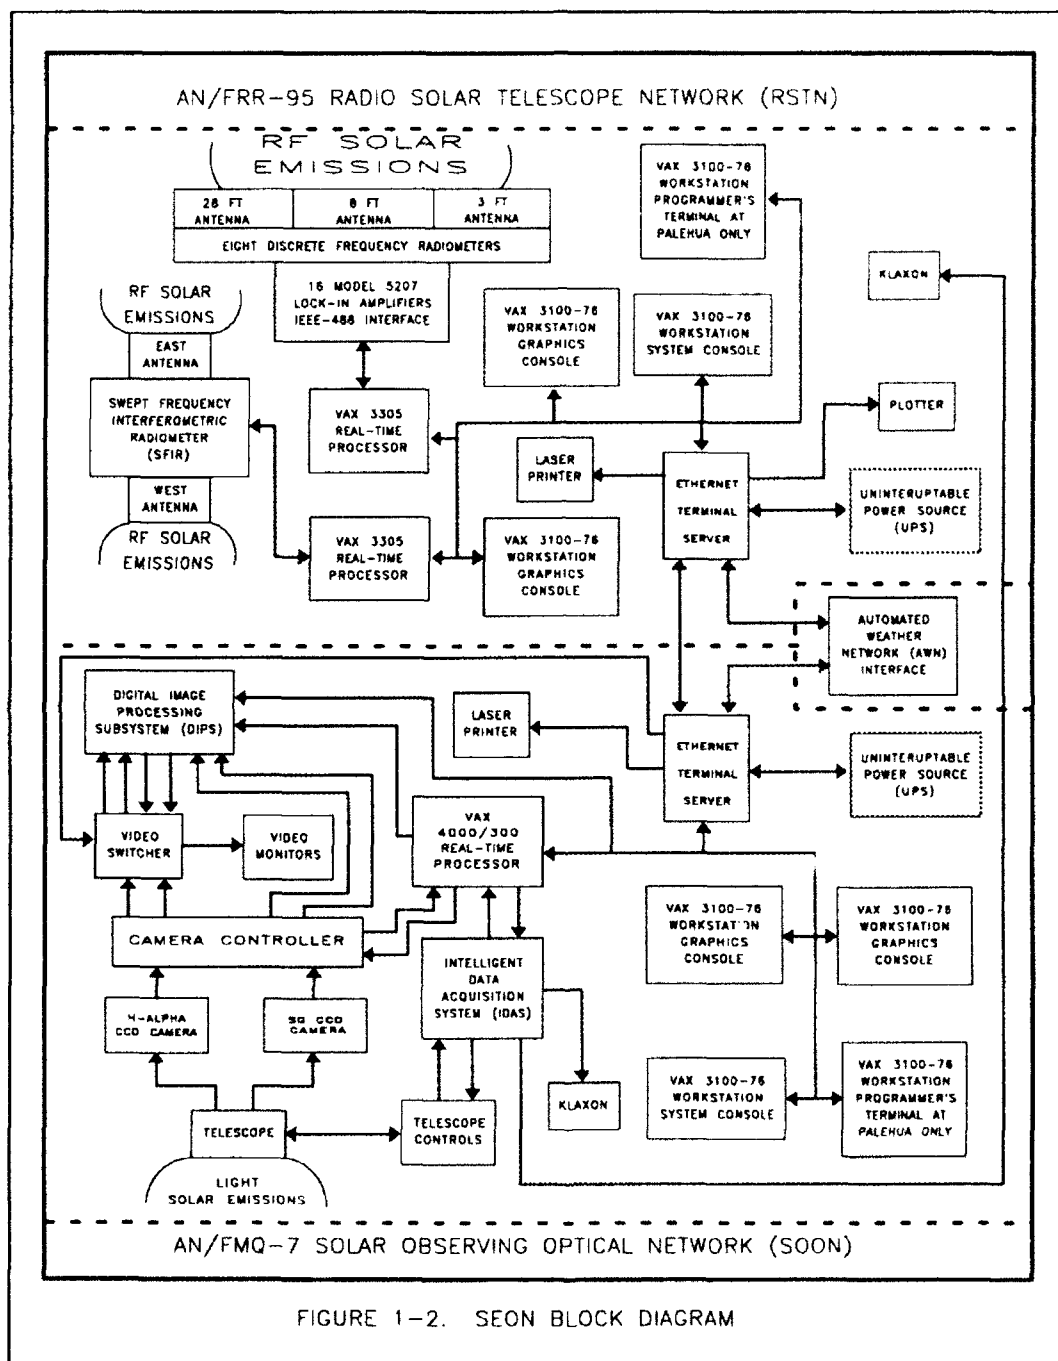 AN/FRR-95 RADIO SOLAR TELESCOPE NETWORK (RSTN)
RF SOLAR
EMISSIONS
28 FT
ANTENNA
8 FT
ANTENNA
3 FT
ANTENNA
EIGHT DISCRETE FREQUENCY RADIOMETERS
16 MODEL 5207
LOCK-IN AMPLIFIERS
IEEE-488 INTERFACE
VAX 3100-76
WORKSTATION
PROGRAMMER'S
TERMINAL AT
PALEHUA ONLY
KLAXON
RF SOLAR
EMISSIONS
EAST
ANTENNA
SWEPT FREQUENCY
INTERFEROMETRIC
RADIOMETER
(SFIR)
WEST
ANTENNA
RF SOLAR
EMISSIONS
VAX 3100-76
WORKSTATION
GRAPHICS
CONSOLE
VAX 3100-76
WORKSTATION
SYSTEM CONSOLE
VAX 3305
REAL-TIME
PROCESSOR
PLOTTER
LASER
PRINTER
ETHERNET
TERMINAL
SERVER
UNINTERUPTABLE
POWER SOURCE
(UPS)
VAX 3305
REAL-TIME
PROCESSOR
VAX 3100-76
WORKSTATION
GRAPHICS
CONSOLE
AUTOMATED
WEATHER
NETWORK (AWN)
INTERFACE
DIGITAL IMAGE
PROCESSING
SUBSYSTEM (DIPS)
LASER
PRINTER
ETHERNET
TERMINAL
SERVER
UNINTERUPTABLE
POWER SOURCE
(UPS)
VIDEO
SWITCHER
VIDEO
MONITORS
VAX
4000/300
REAL-TIME
PROCESSOR
CAMERA CONTROLLER
INTELLIGENT
DATA
ACQUISITION
SYSTEM (IDAS)
VAX 3100-76
WORKSTATION
GRAPHICS
CONSOLE
VAX 3100-76
WORKSTATION
GRAPHICS
CONSOLE
H-ALPHA
CCD CAMERA
SG CCD
CAMERA
KLAXON
VAX 3100-76
WORKSTATION
SYSTEM CONSOLE
VAX 3100-76
WORKSTATION
PROGRAMMER'S
TERMINAL AT
PALEHUA ONLY
TELESCOPE
TELESCOPE
CONTROLS
LIGHT
SOLAR EMISSIONS
AN/FMQ-7 SOLAR OBSERVING OPTICAL NETWORK (SOON)
FIGURE 1-2. SEON BLOCK DIAGRAM